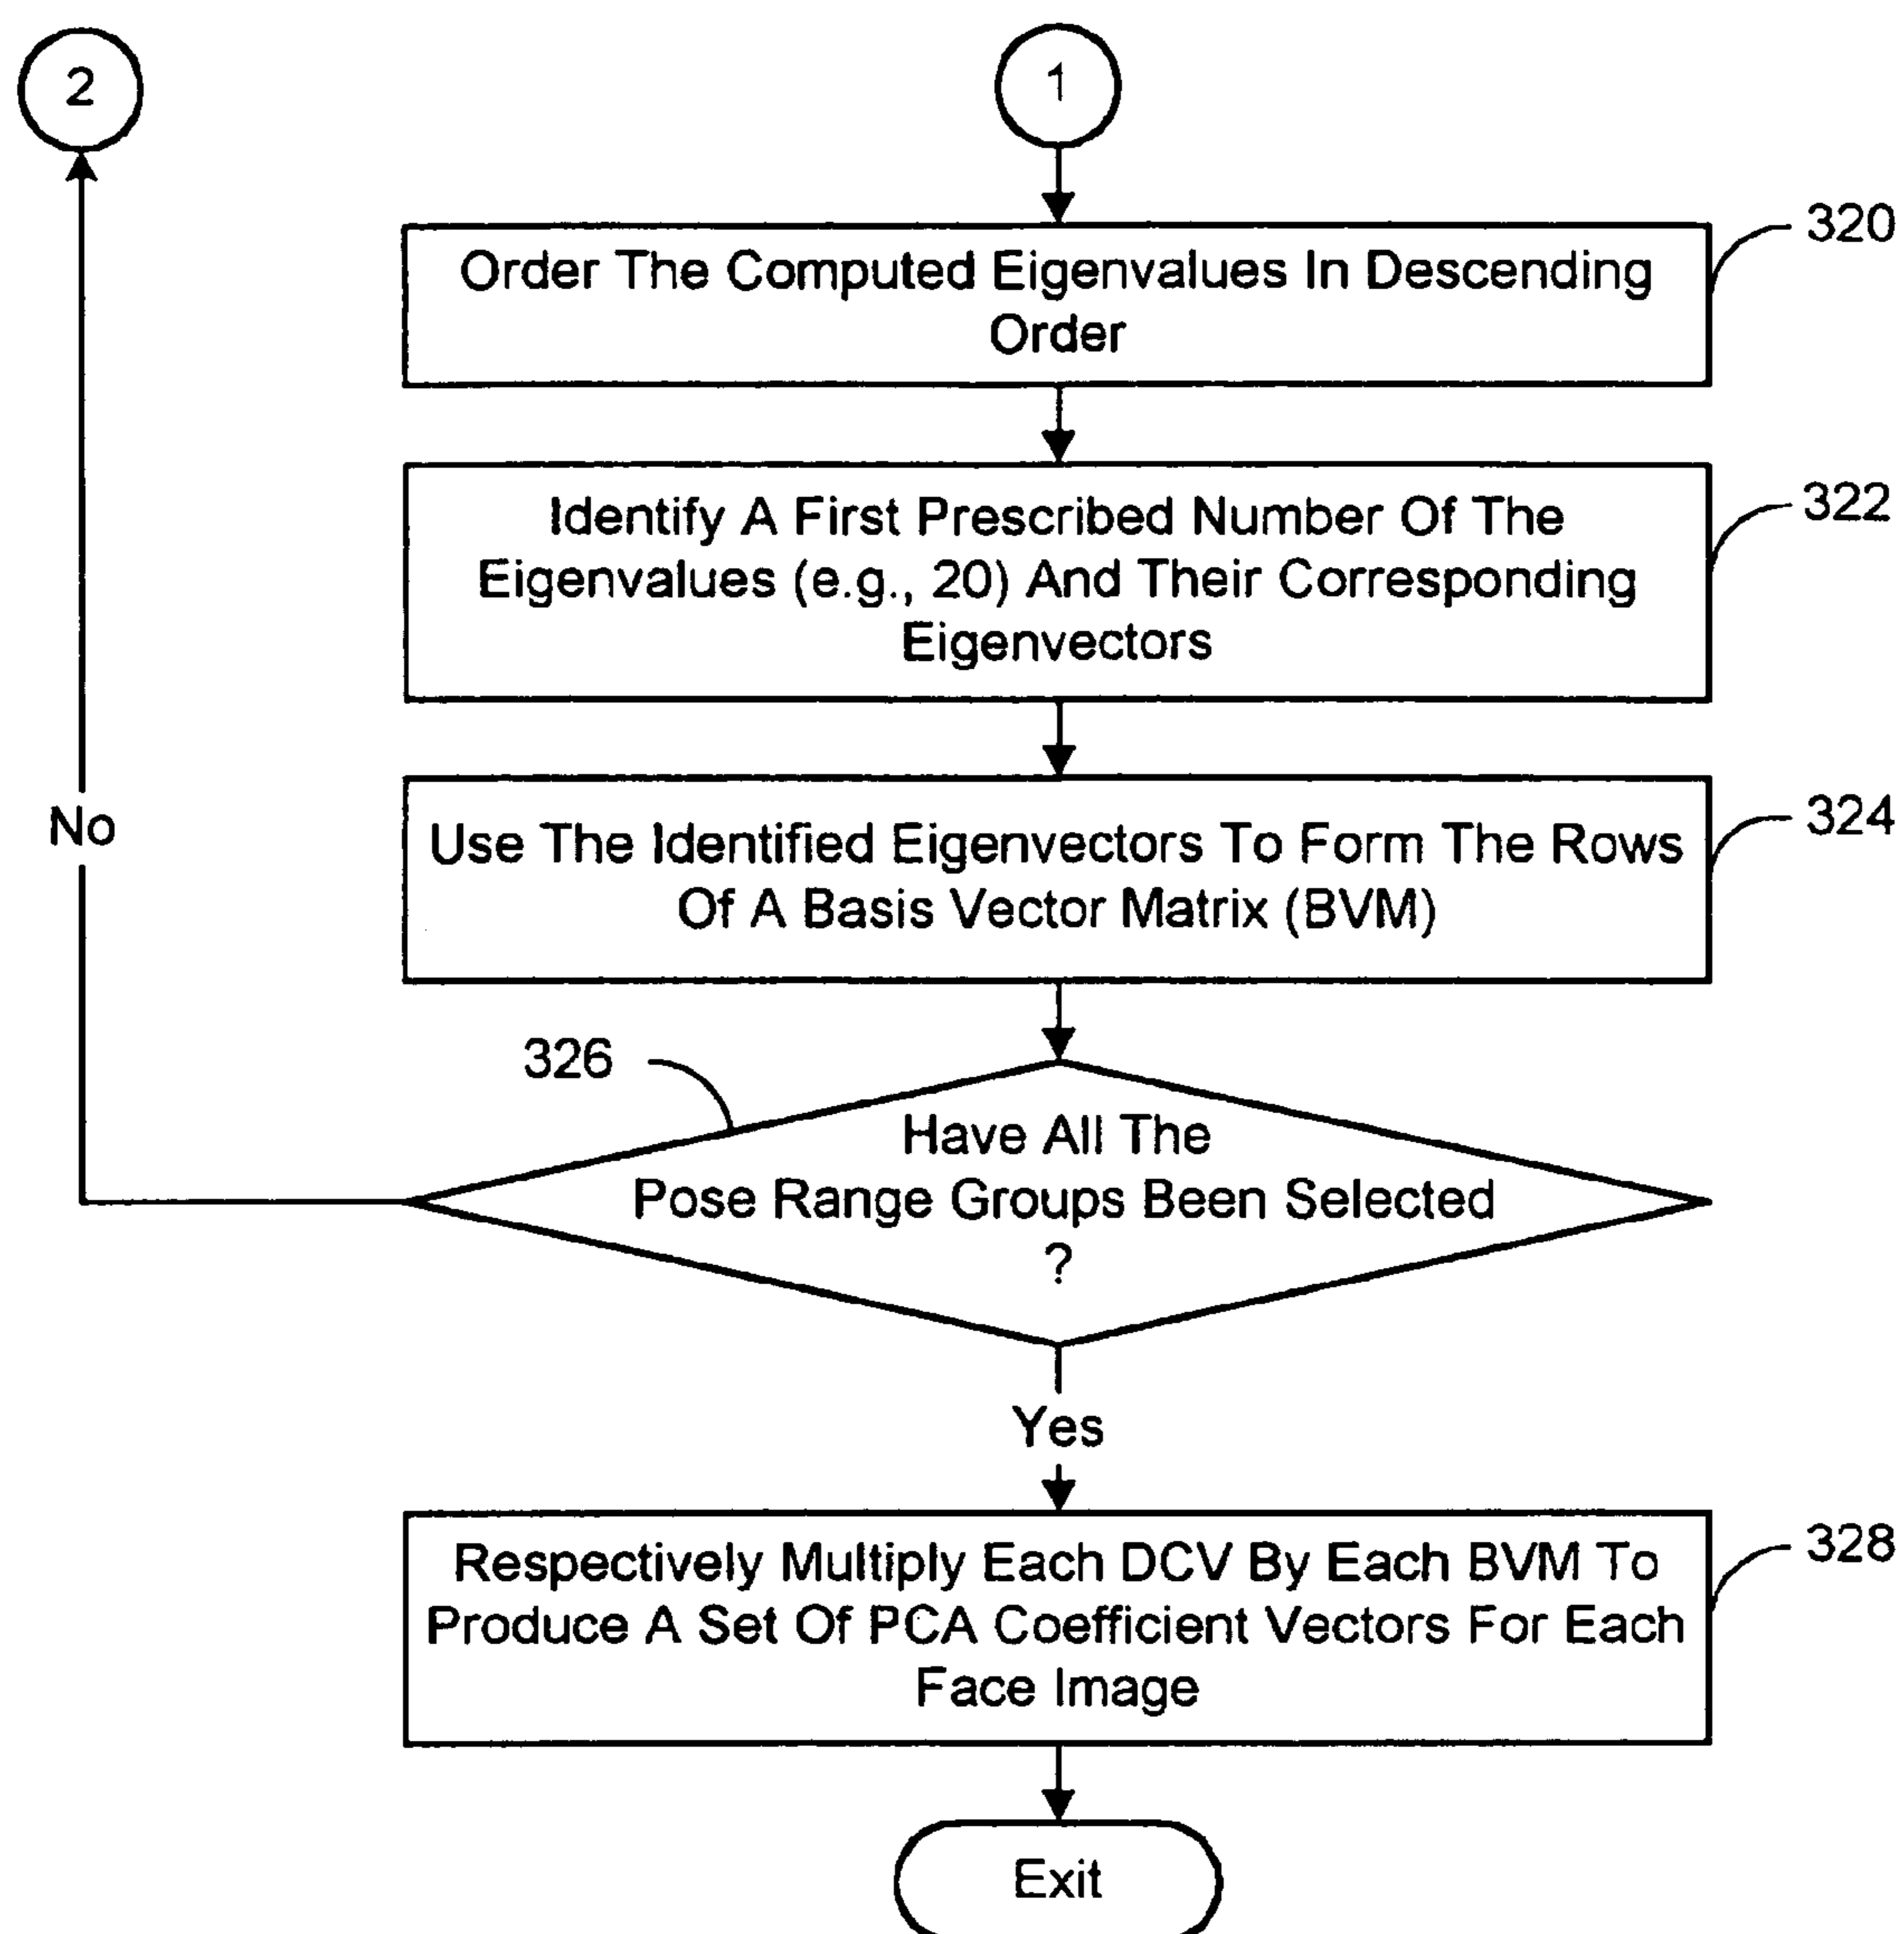 2
1
320
Order The Computed Eigenvalues In Descending
Order
322
Identify A First Prescribed Number Of The
Eigenvalues (e.g., 20) And Their Corresponding
Eigenvectors
No
324
Use The Identified Eigenvectors To Form The Rows
Of A Basis Vector Matrix (BVM)
326
Have All The
Pose Range Groups Been Selected
?
Yes
328
Respectively Multiply Each DCV By Each BVM To
Produce A Set Of PCA Coefficient Vectors For Each
Face Image
Exit